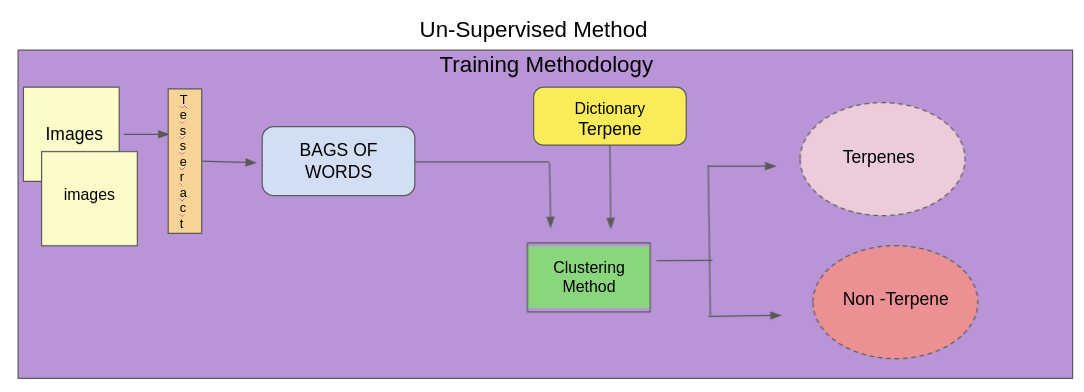 Un-Supervised Method
Training Methodology
Images
images
Tesseract
BAGS OF
WORDS
Dictionary
Terpene
Clustering
Method
Terpenes
Non -Terpene